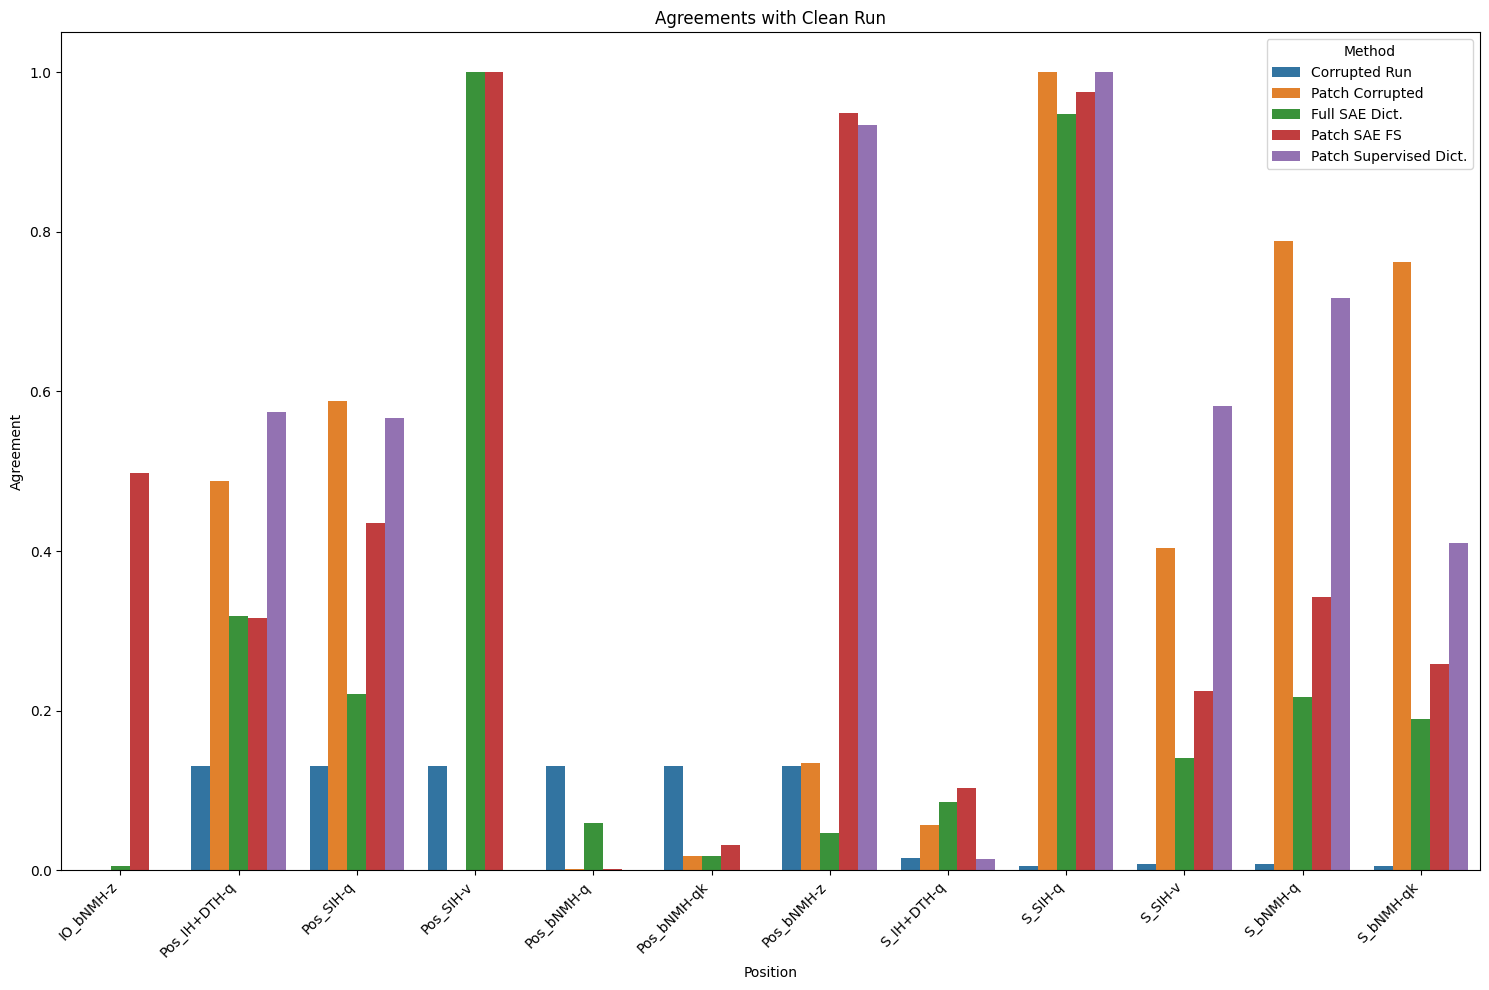 Agreements with Clean Run
Method
Corrupted Run
Patch Corrupted
Full SAE Dict.
Patch SAE FS
Patch Supervised Dict.
Agreement
1.0
0.8
0.6
0.4
0.2
0.0
IO_bNMH-z
Pos_IH+DTH-q
Pos_SIH-q
Pos_SIH-v
Pos_bNMH-q
Pos_bNMH-qk
Pos_bNMH-z
S_IH+DTH-q
S_SIH-q
S_SIH-v
S_bNMH-q
S_bNMH-qk
Position